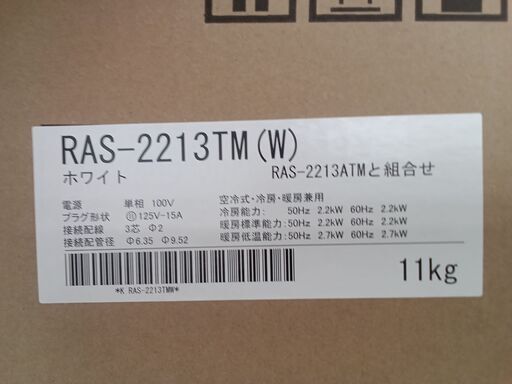 RAS-2213TM(W)
ホワイト
RAS-2213ATMと組合せ
電源 単相 100V
プラグ形状 125V-15A
接続配線 3芯 Φ2
接続配管径 Φ6.35 Φ9.52
空冷式・冷房・暖房兼用
冷房能力: 50Hz 2.2kW 60Hz 2.2kW
暖房標準能力:50Hz 2.2kW 60Hz 2.2kW
暖房低温能力:50Hz 2.7kW 60Hz 2.7kW
*K RAS-2213TMW*
11kg